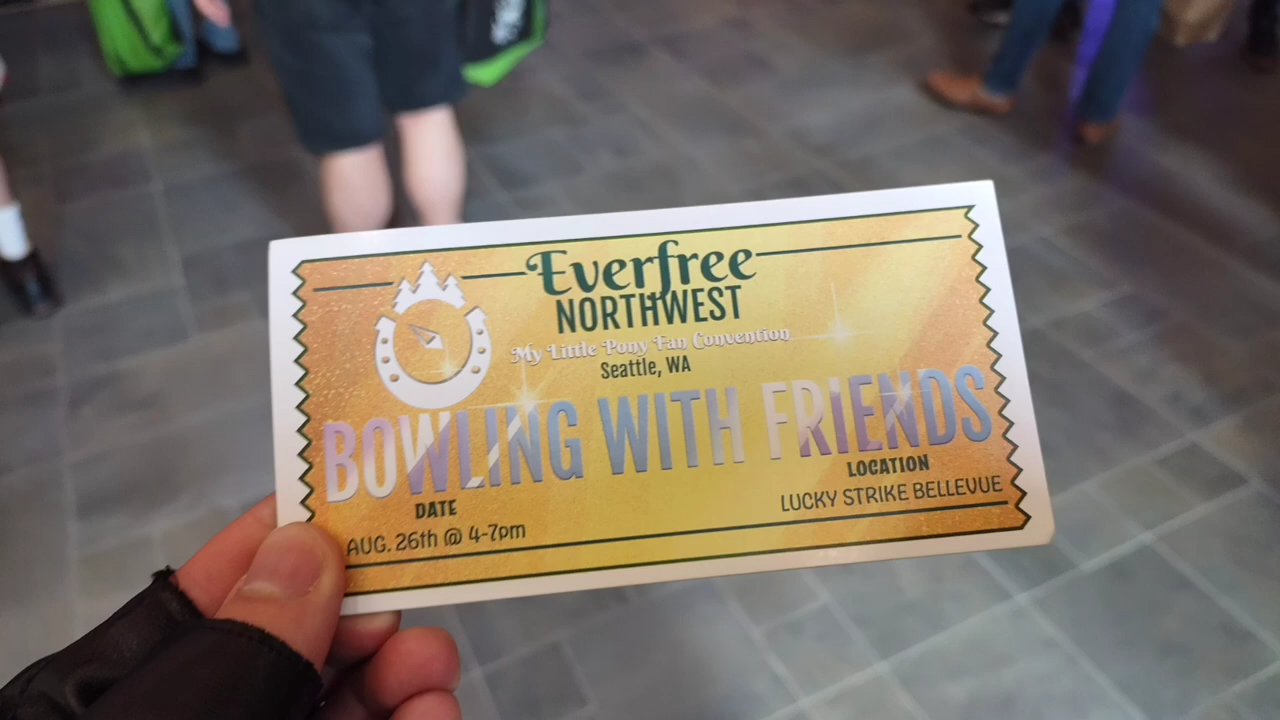 Everfree
NORTHWEST
My Little Pony Fan Convention
Seattle, WA
BOWLING WITH FRIENDS
DATE
AUG. 26th @ 4-7pm
LOCATION
LUCKY STRIKE BELLEVUE